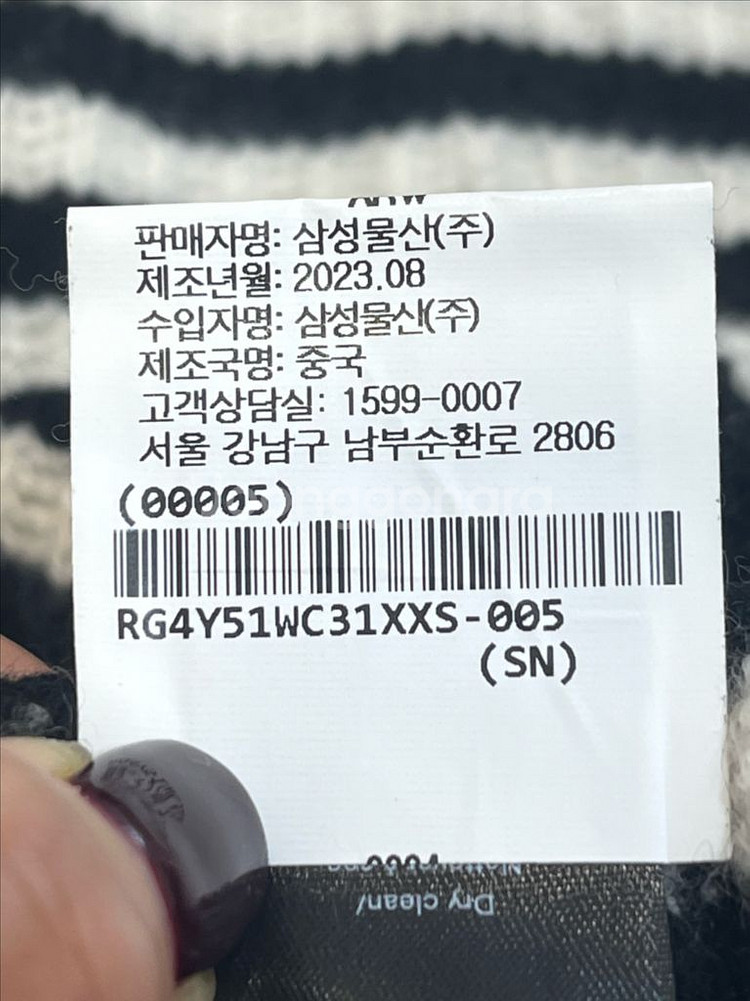 판매자명: 삼성물산(주)
제조년월: 2023.08
수입자명: 삼성물산(주)
제조국명: 중국
고객상담실: 1599-0007
서울 강남구 남부순환로 2806
(00005)
RG4Y51WC31XXS-005
(SN)
Dry clean/